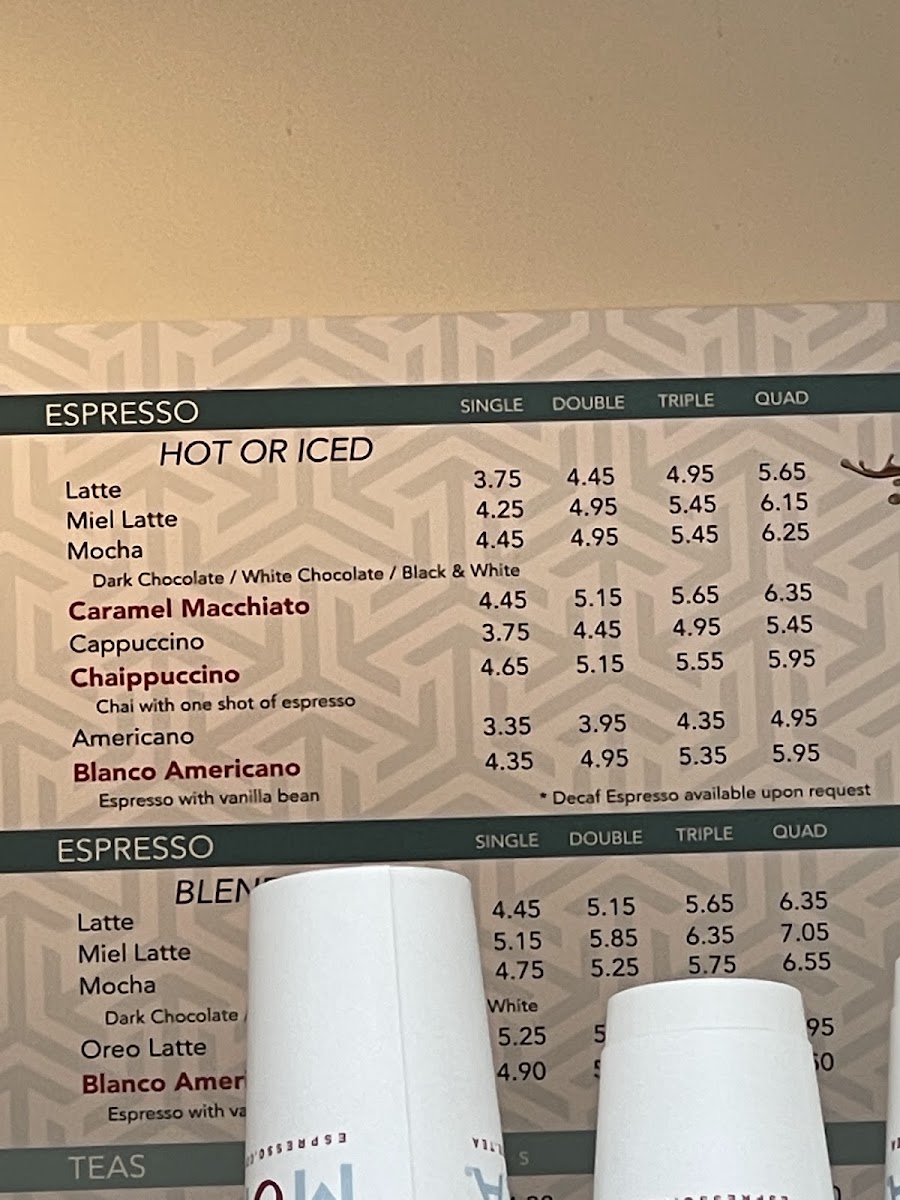 ESPRESSO SINGLE DOUBLE TRIPLE QUAD
HOT OR ICED
Latte 3.75 4.45 4.95 5.65
Miel Latte 4.25 4.95 5.45 6.15
Mocha 4.45 4.95 5.45 6.25
Dark Chocolate / White Chocolate / Black & White
Caramel Macchiato 4.45 5.15 5.65 6.35
Cappuccino 3.75 4.45 4.95 5.45
Chaippuccino 4.65 5.15 5.55 5.95
Chai with one shot of espresso
Americano 3.35 3.95 4.35 4.95
Blanco Americano 4.35 4.95 5.35 5.95
Espresso with vanilla bean * Decaf Espresso available upon request
ESPRESSO SINGLE DOUBLE TRIPLE QUAD
Latte 4.45 5.15 5.65 6.35
Miel Latte 5.15 5.85 6.35 7.05
Mocha 4.75 5.25 5.75 6.55
Dark Chocolate White
Oreo Latte 5.25
Blanco 4.90
Espresso with
TEAS